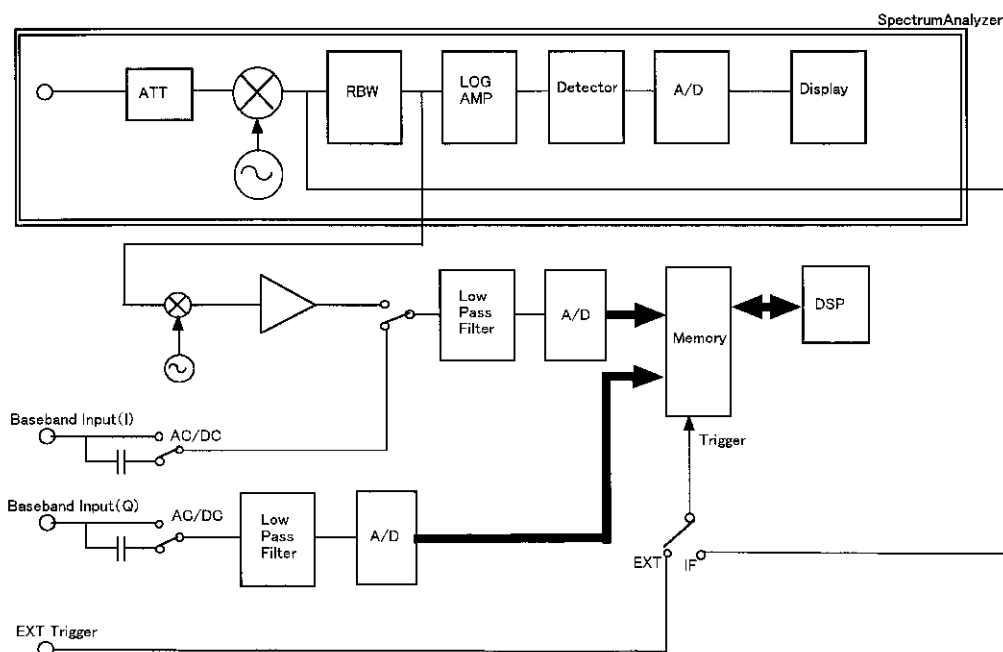 SpectrumAnalyzer
ATT
RBW
LOG
AMP
Detector
A/D
Display
Low
Pass
Filter
A/D
Memory
DSP
Baseband Input(I)
AC/DC
Trigger
Baseband Input(Q)
AC/DC
Low
Pass
Filter
A/D
EXT
IF
EXT Trigger